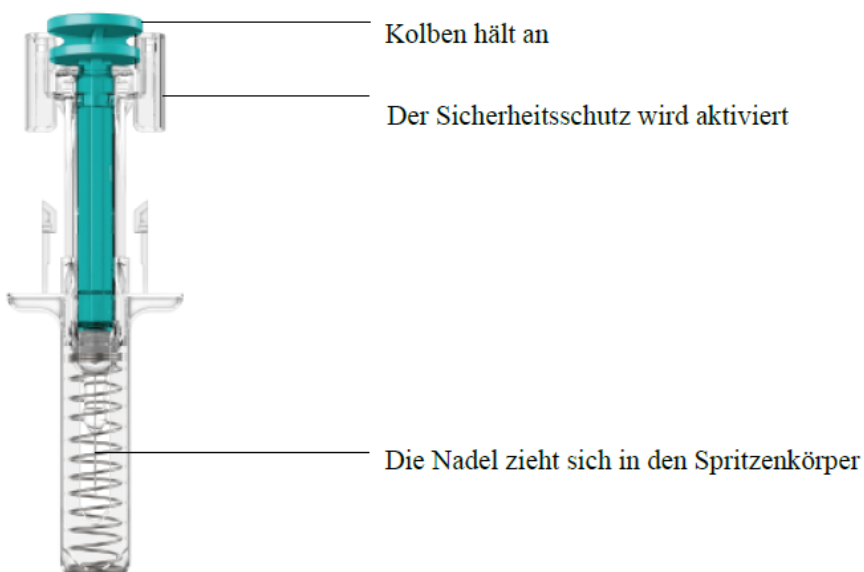 Kolben hält an
Der Sicherheitsschutz wird aktiviert
Die Nadel zieht sich in den Spritzenkörper